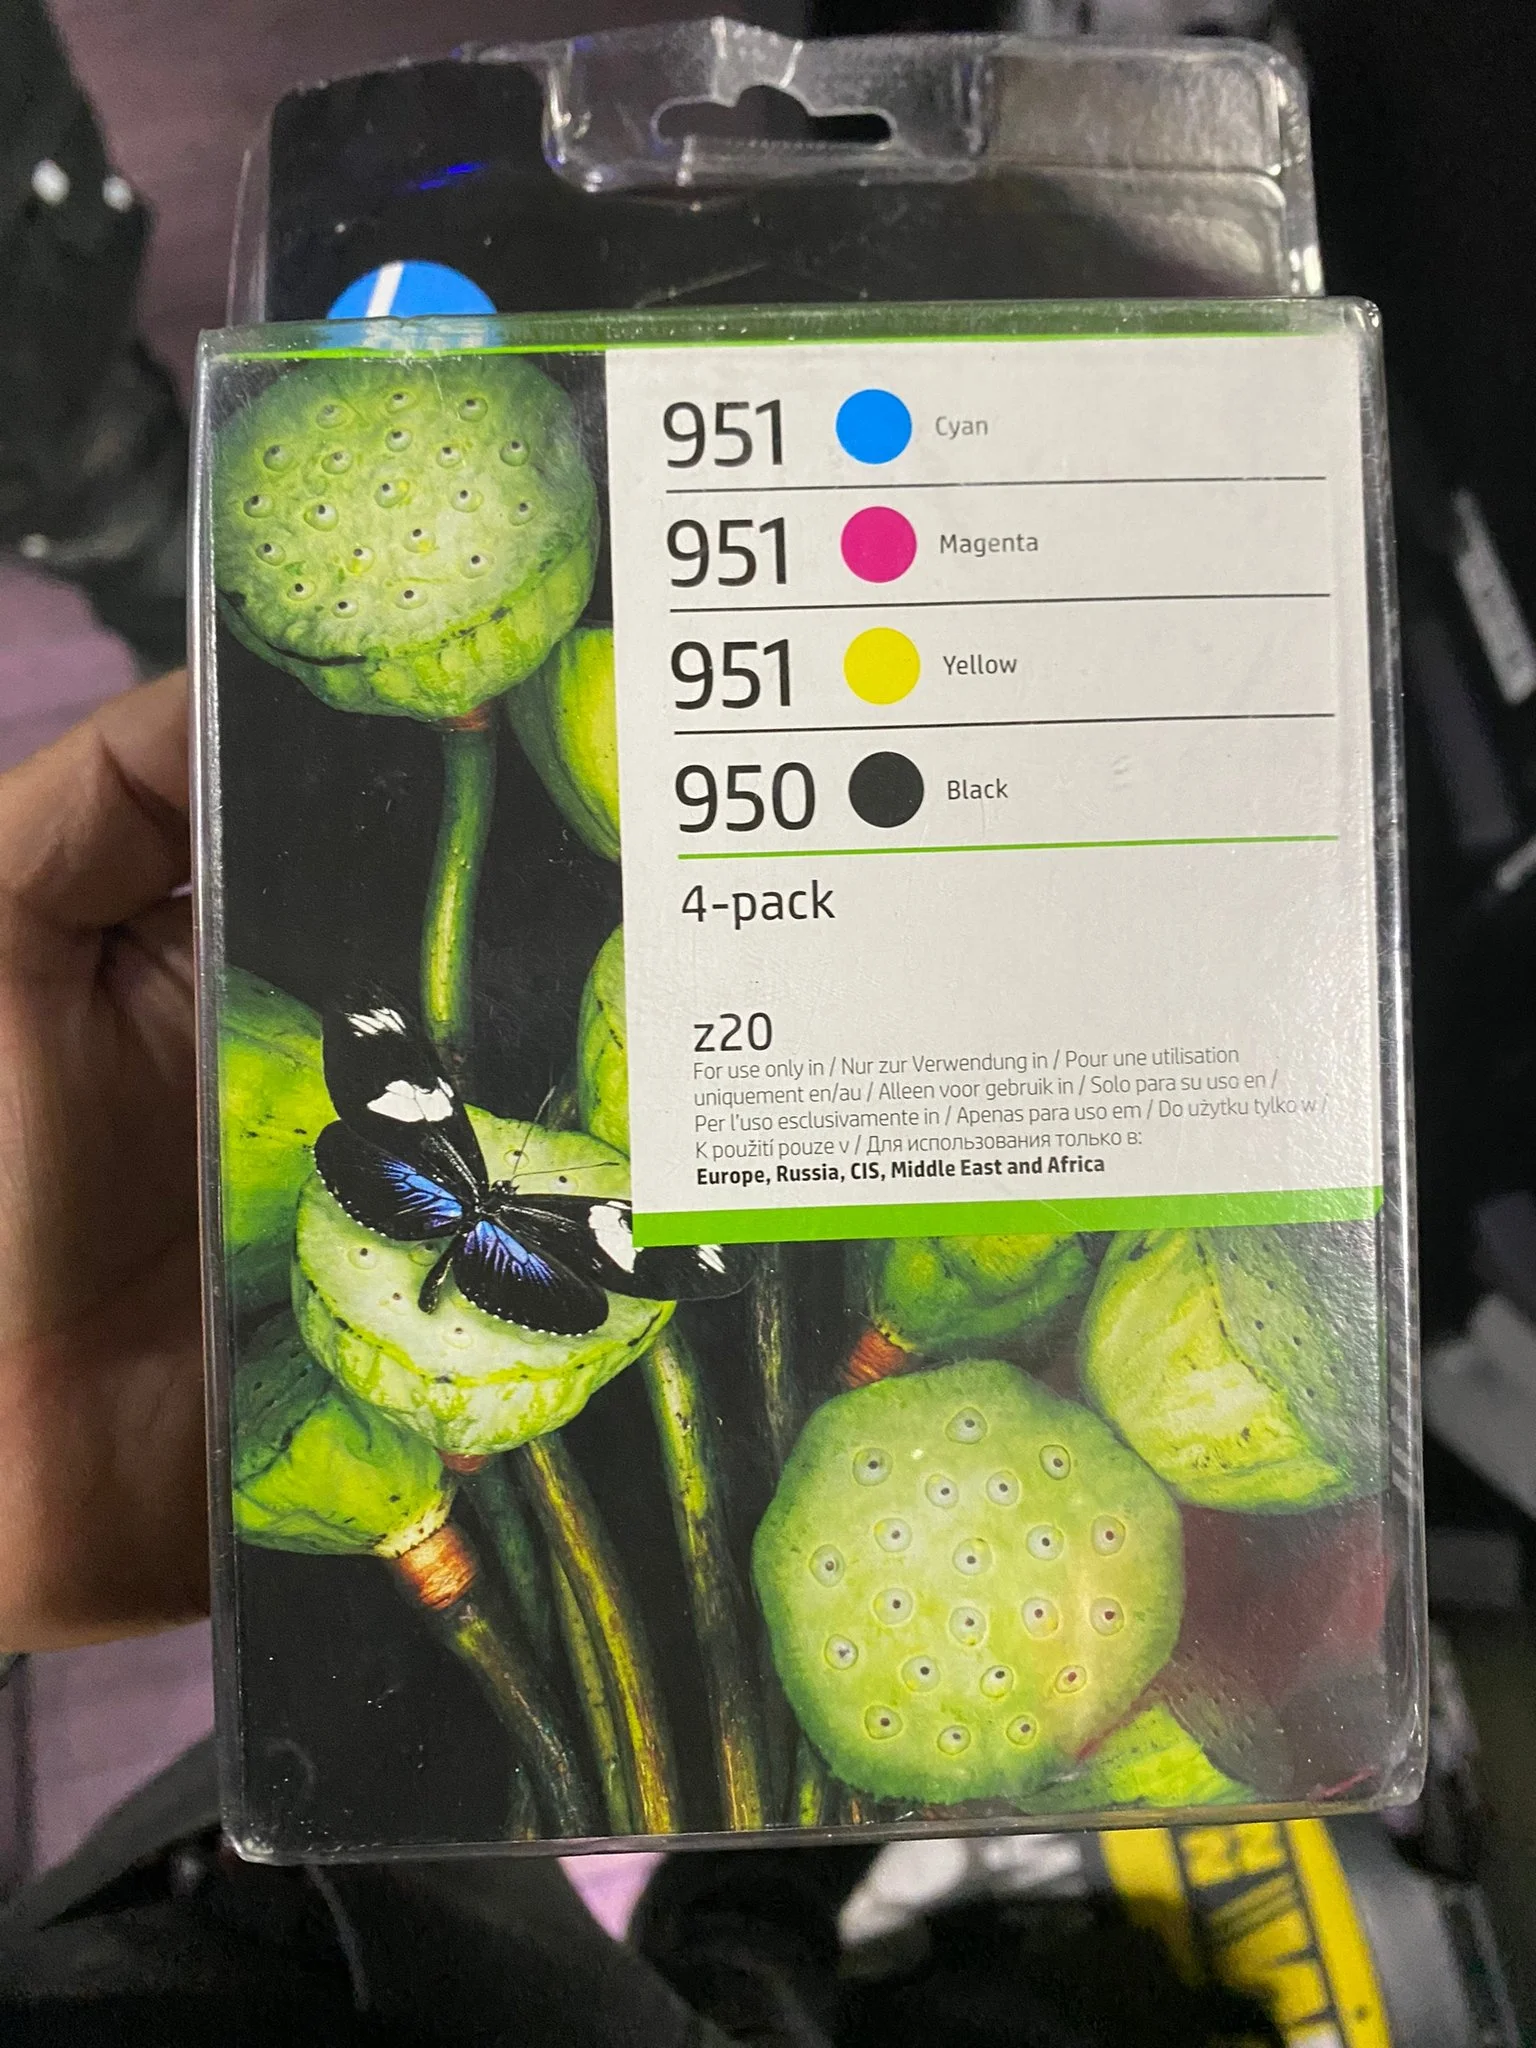 951 Cyan
951 Magenta
951 Yellow
950 Black
4-pack
z20
For use only in / Nur zur Verwendung in / Pour une utilisation
uniquement en/au / Alleen voor gebruik in / Solo para su uso en /
Per l'uso esclusivamente in / Apenas para uso em / Do użytku tylko w /
K použití pouze v / Для использования только в:
Europe, Russia, CIS, Middle East and Africa